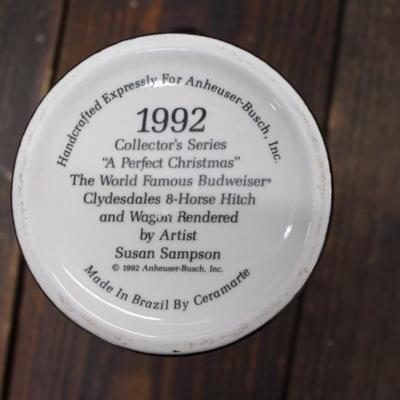 Handcrafted Expressly For Anheuser-Busch, Inc.
1992
Collector's Series
"A Perfect Christmas"
The World Famous Budweiser®
Clydesdales 8-Horse Hitch
and Wagon Rendered
by Artist
Susan Sampson
© 1992 Anheuser-Busch, Inc.
Made In Brazil By Ceramarte